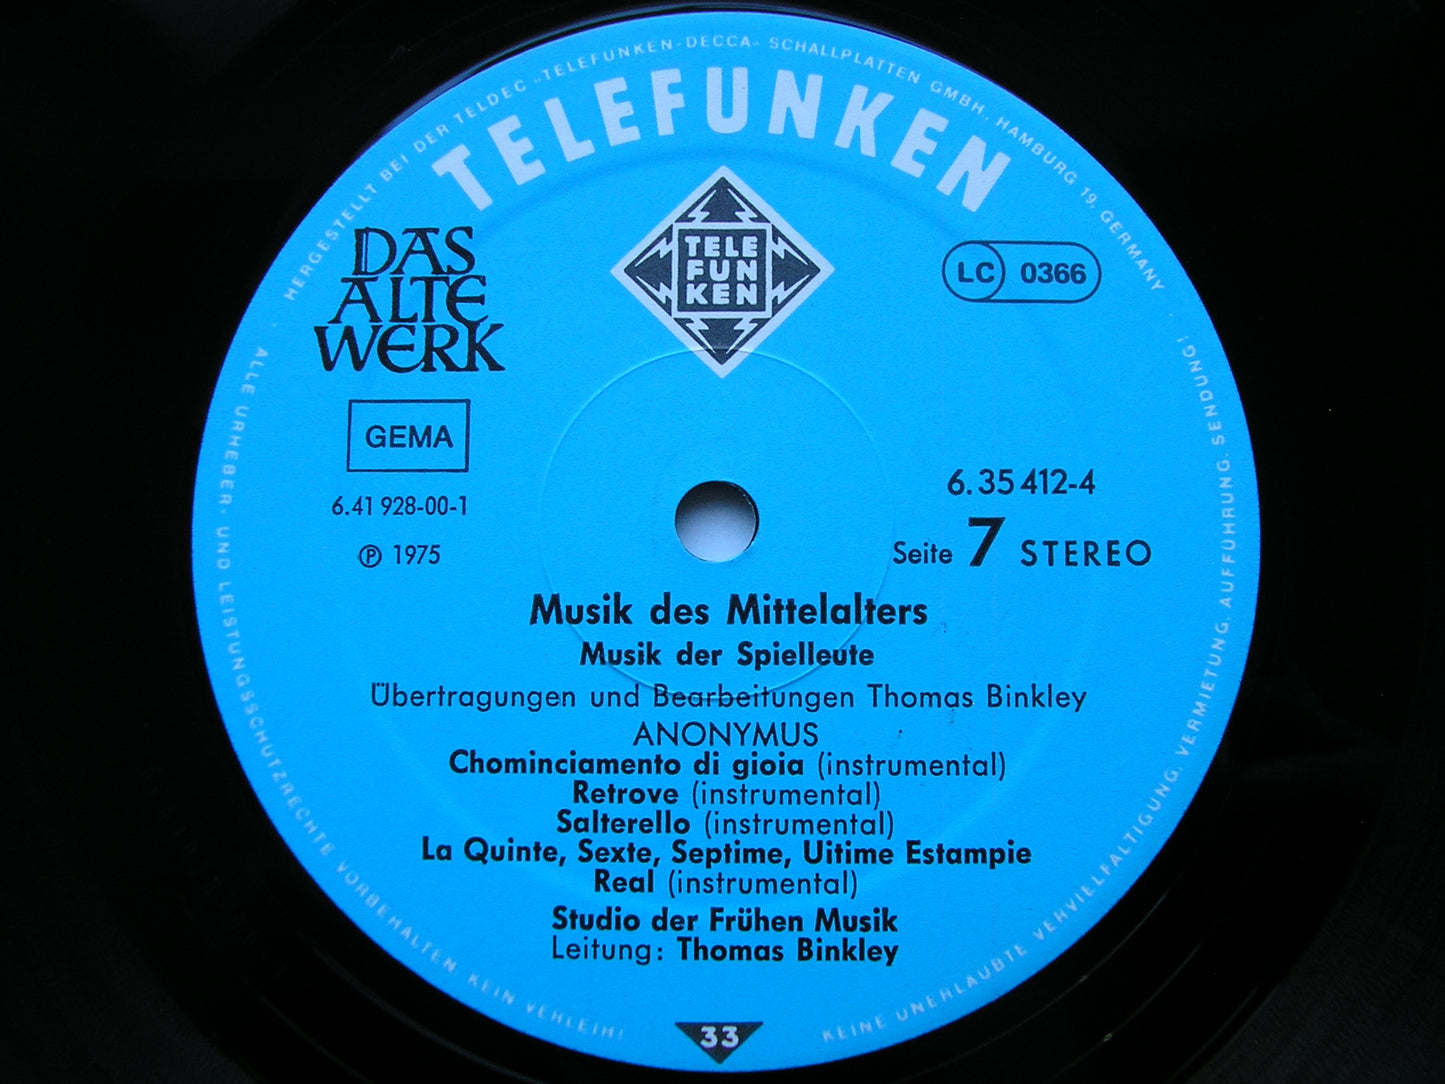 HERGESTELLT BEI DER TELDEC „TELEFUNKEN-DECCA" SCHALLPLATTEN GMBH., HAMBURG 19, GERMANY
TELEFUNKEN
DAS
ALTE
WERK
TELE
FUN
KEN
LC 0366
GEMA
6.41 928-00-1
℗ 1975
6.35 412-4
Seite 7 STEREO
Musik des Mittelalters
Musik der Spielleute
Übertragungen und Bearbeitungen Thomas Binkley
ANONYMUS
Chominciamento di gioia (instrumental)
Retrove (instrumental)
Salterello (instrumental)
La Quinte, Sexte, Septime, Uitime Estampie
Real (instrumental)
Studio der Frühen Musik
Leitung: Thomas Binkley
33
ALLE URHEBER- UND LEISTUNGSSCHUTZRECHTE VORBEHALTEN KEIN VERLEIH!
KEINE UNERLAUBTE VERVIELFÄLTIGUNG, VERMIETUNG, AUFFÜHRUNG, SENDUNG!